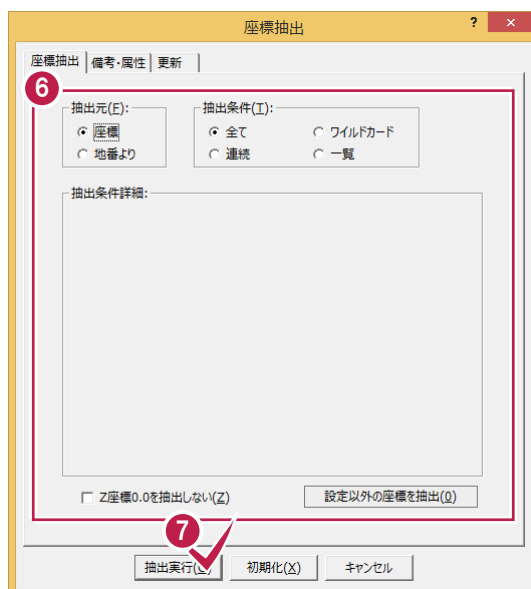 座標抽出 ? ×
座標抽出 備考・属性 更新
6
抽出元(F): 抽出条件(T):
座標 全て ワイルドカード
地番より 連続 一覧
抽出条件詳細:
Z座標0.0を抽出しない(Z) 設定以外の座標を抽出(O)
7
抽出実行( 初期化(X) キャンセル